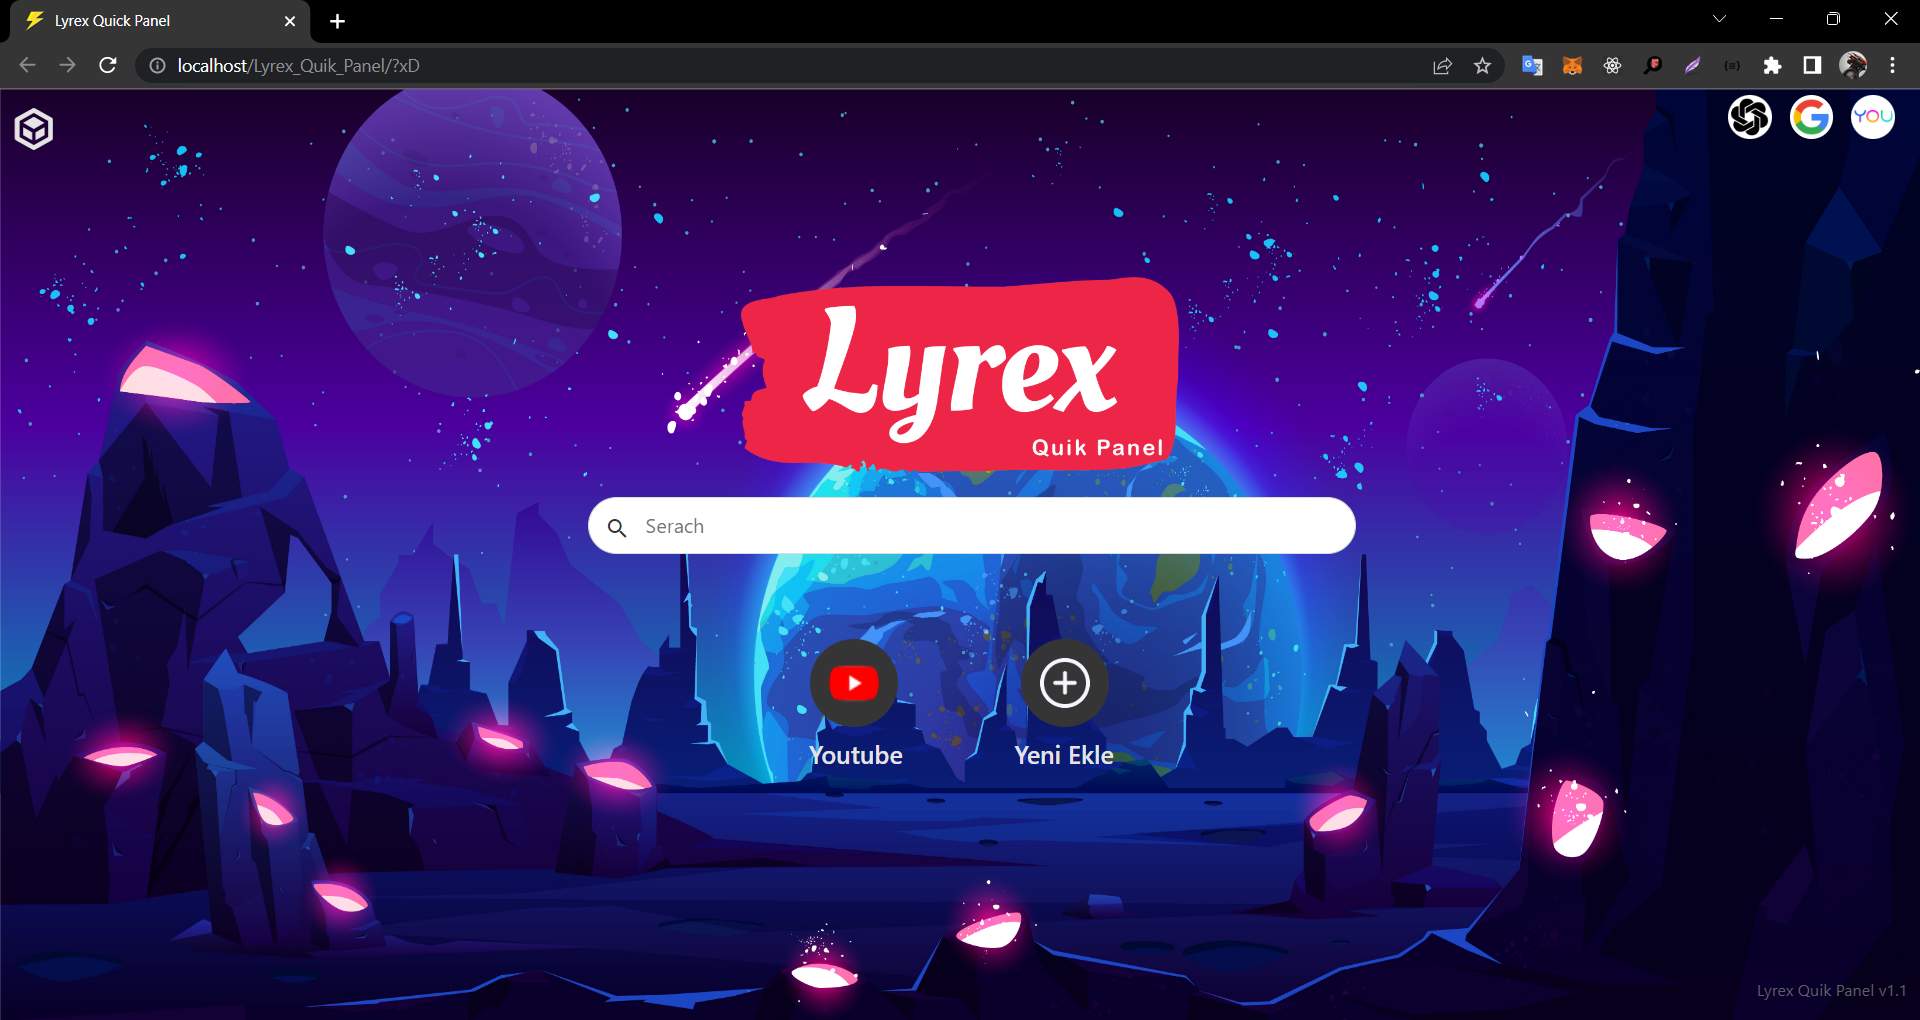 Lyrex Quick Panel
localhost/Lyrex_Quik_Panel/?xD
YOU
Lyrex
Quik Panel
Serach
Youtube
Yeni Ekle
Lyrex Quik Panel v1.1